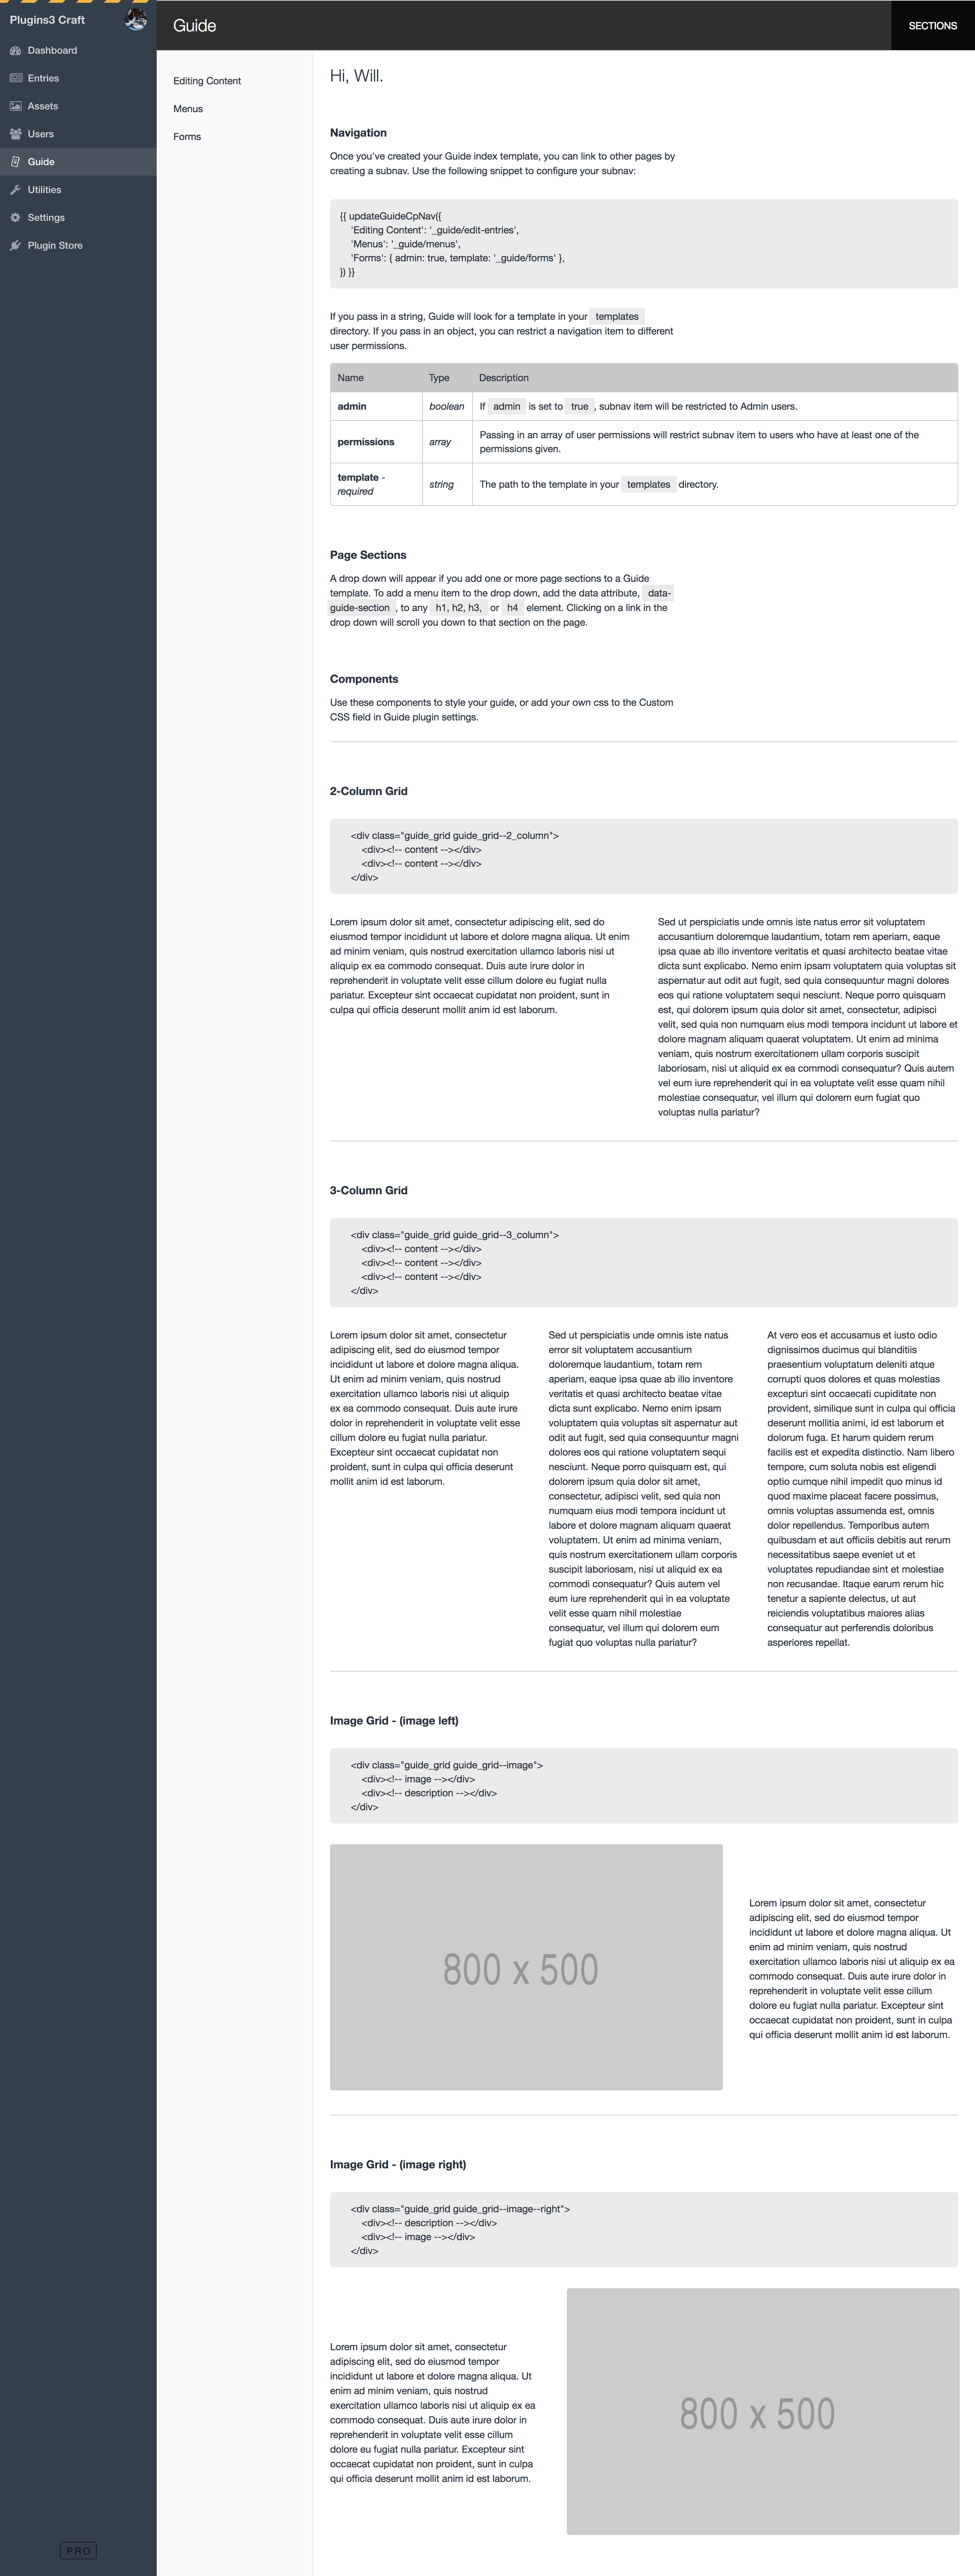 Plugins3 Craft
Dashboard
Entries
Assets
Users
Guide
Utilities
Settings
Plugin Store
PRO
Guide
SECTIONS
Editing Content
Menus
Forms
Hi, Will.
Navigation
Once you've created your Guide index template, you can link to other pages by
creating a subnav. Use the following snippet to configure your subnav:
{{ updateGuideCpNav({
'Editing Content': '_guide/edit-entries',
'Menus': '_guide/menus',
'Forms': { admin: true, template: '_guide/forms' },
}) }}
If you pass in a string, Guide will look for a template in your templates
directory. If you pass in an object, you can restrict a navigation item to different
user permissions.
Name Type Description
admin boolean If admin is set to true , subnav item will be restricted to Admin users.
permissions array Passing in an array of user permissions will restrict subnav item to users who have at least one of the
permissions given.
template -
required string The path to the template in your templates directory.
Page Sections
A drop down will appear if you add one or more page sections to a Guide
template. To add a menu item to the drop down, add the data attribute, data-
guide-section , to any h1, h2, h3, or h4 element. Clicking on a link in the
drop down will scroll you down to that section on the page.
Components
Use these components to style your guide, or add your own css to the Custom
CSS field in Guide plugin settings.
2-Column Grid
<div class="guide_grid guide_grid--2_column">
<div><!-- content --></div>
<div><!-- content --></div>
</div>
Lorem ipsum dolor sit amet, consectetur adipiscing elit, sed do
eiusmod tempor incididunt ut labore et dolore magna aliqua. Ut enim
ad minim veniam, quis nostrud exercitation ullamco laboris nisi ut
aliquip ex ea commodo consequat. Duis aute irure dolor in
reprehenderit in voluptate velit esse cillum dolore eu fugiat nulla
pariatur. Excepteur sint occaecat cupidatat non proident, sunt in
culpa qui officia deserunt mollit anim id est laborum.
Sed ut perspiciatis unde omnis iste natus error sit voluptatem
accusantium doloremque laudantium, totam rem aperiam, eaque
ipsa quae ab illo inventore veritatis et quasi architecto beatae vitae
dicta sunt explicabo. Nemo enim ipsam voluptatem quia voluptas sit
aspernatur aut odit aut fugit, sed quia consequuntur magni dolores
eos qui ratione voluptatem sequi nesciunt. Neque porro quisquam
est, qui dolorem ipsum quia dolor sit amet, consectetur, adipisci
velit, sed quia non numquam eius modi tempora incidunt ut labore et
dolore magnam aliquam quaerat voluptatem. Ut enim ad minima
veniam, quis nostrum exercitationem ullam corporis suscipit
laboriosam, nisi ut aliquid ex ea commodi consequatur? Quis autem
vel eum iure reprehenderit qui in ea voluptate velit esse quam nihil
molestiae consequatur, vel illum qui dolorem eum fugiat quo
voluptas nulla pariatur?
3-Column Grid
<div class="guide_grid guide_grid--3_column">
<div><!-- content --></div>
<div><!-- content --></div>
<div><!-- content --></div>
</div>
Lorem ipsum dolor sit amet, consectetur
adipiscing elit, sed do eiusmod tempor
incididunt ut labore et dolore magna aliqua.
Ut enim ad minim veniam, quis nostrud
exercitation ullamco laboris nisi ut aliquip
ex ea commodo consequat. Duis aute irure
dolor in reprehenderit in voluptate velit esse
cillum dolore eu fugiat nulla pariatur.
Excepteur sint occaecat cupidatat non
proident, sunt in culpa qui officia deserunt
mollit anim id est laborum.
Sed ut perspiciatis unde omnis iste natus
error sit voluptatem accusantium
doloremque laudantium, totam rem
aperiam, eaque ipsa quae ab illo inventore
veritatis et quasi architecto beatae vitae
dicta sunt explicabo. Nemo enim ipsam
voluptatem quia voluptas sit aspernatur aut
odit aut fugit, sed quia consequuntur magni
dolores eos qui ratione voluptatem sequi
nesciunt. Neque porro quisquam est, qui
dolorem ipsum quia dolor sit amet,
consectetur, adipisci velit, sed quia non
numquam eius modi tempora incidunt ut
labore et dolore magnam aliquam quaerat
voluptatem. Ut enim ad minima veniam,
quis nostrum exercitationem ullam corporis
suscipit laboriosam, nisi ut aliquid ex ea
commodi consequatur? Quis autem vel
eum iure reprehenderit qui in ea voluptate
velit esse quam nihil molestiae
consequatur, vel illum qui dolorem eum
fugiat quo voluptas nulla pariatur?
At vero eos et accusamus et iusto odio
dignissimos ducimus qui blanditiis
praesentium voluptatum deleniti atque
corrupti quos dolores et quas molestias
excepturi sint occaecati cupiditate non
provident, similique sunt in culpa qui officia
deserunt mollitia animi, id est laborum et
dolorum fuga. Et harum quidem rerum
facilis est et expedita distinctio. Nam libero
tempore, cum soluta nobis est eligendi
optio cumque nihil impedit quo minus id
quod maxime placeat facere possimus,
omnis voluptas assumenda est, omnis
dolor repellendus. Temporibus autem
quibusdam et aut officiis debitis aut rerum
necessitatibus saepe eveniet ut et
voluptates repudiandae sint et molestiae
non recusandae. Itaque earum rerum hic
tenetur a sapiente delectus, ut aut
reiciendis voluptatibus maiores alias
consequatur aut perferendis doloribus
asperiores repellat.
Image Grid - (image left)
<div class="guide_grid guide_grid--image">
<div><!-- image --></div>
<div><!-- description --></div>
</div>
800 x 500
Lorem ipsum dolor sit amet, consectetur
adipiscing elit, sed do eiusmod tempor
incididunt ut labore et dolore magna aliqua. Ut
enim ad minim veniam, quis nostrud
exercitation ullamco laboris nisi ut aliquip ex ea
commodo consequat. Duis aute irure dolor in
reprehenderit in voluptate velit esse cillum
dolore eu fugiat nulla pariatur. Excepteur sint
occaecat cupidatat non proident, sunt in culpa
qui officia deserunt mollit anim id est laborum.
Image Grid - (image right)
<div class="guide_grid guide_grid--image--right">
<div><!-- description --></div>
<div><!-- image --></div>
</div>
Lorem ipsum dolor sit amet, consectetur
adipiscing elit, sed do eiusmod tempor
incididunt ut labore et dolore magna aliqua. Ut
enim ad minim veniam, quis nostrud
exercitation ullamco laboris nisi ut aliquip ex ea
commodo consequat. Duis aute irure dolor in
reprehenderit in voluptate velit esse cillum
dolore eu fugiat nulla pariatur. Excepteur sint
occaecat cupidatat non proident, sunt in culpa
qui officia deserunt mollit anim id est laborum.
800 x 500